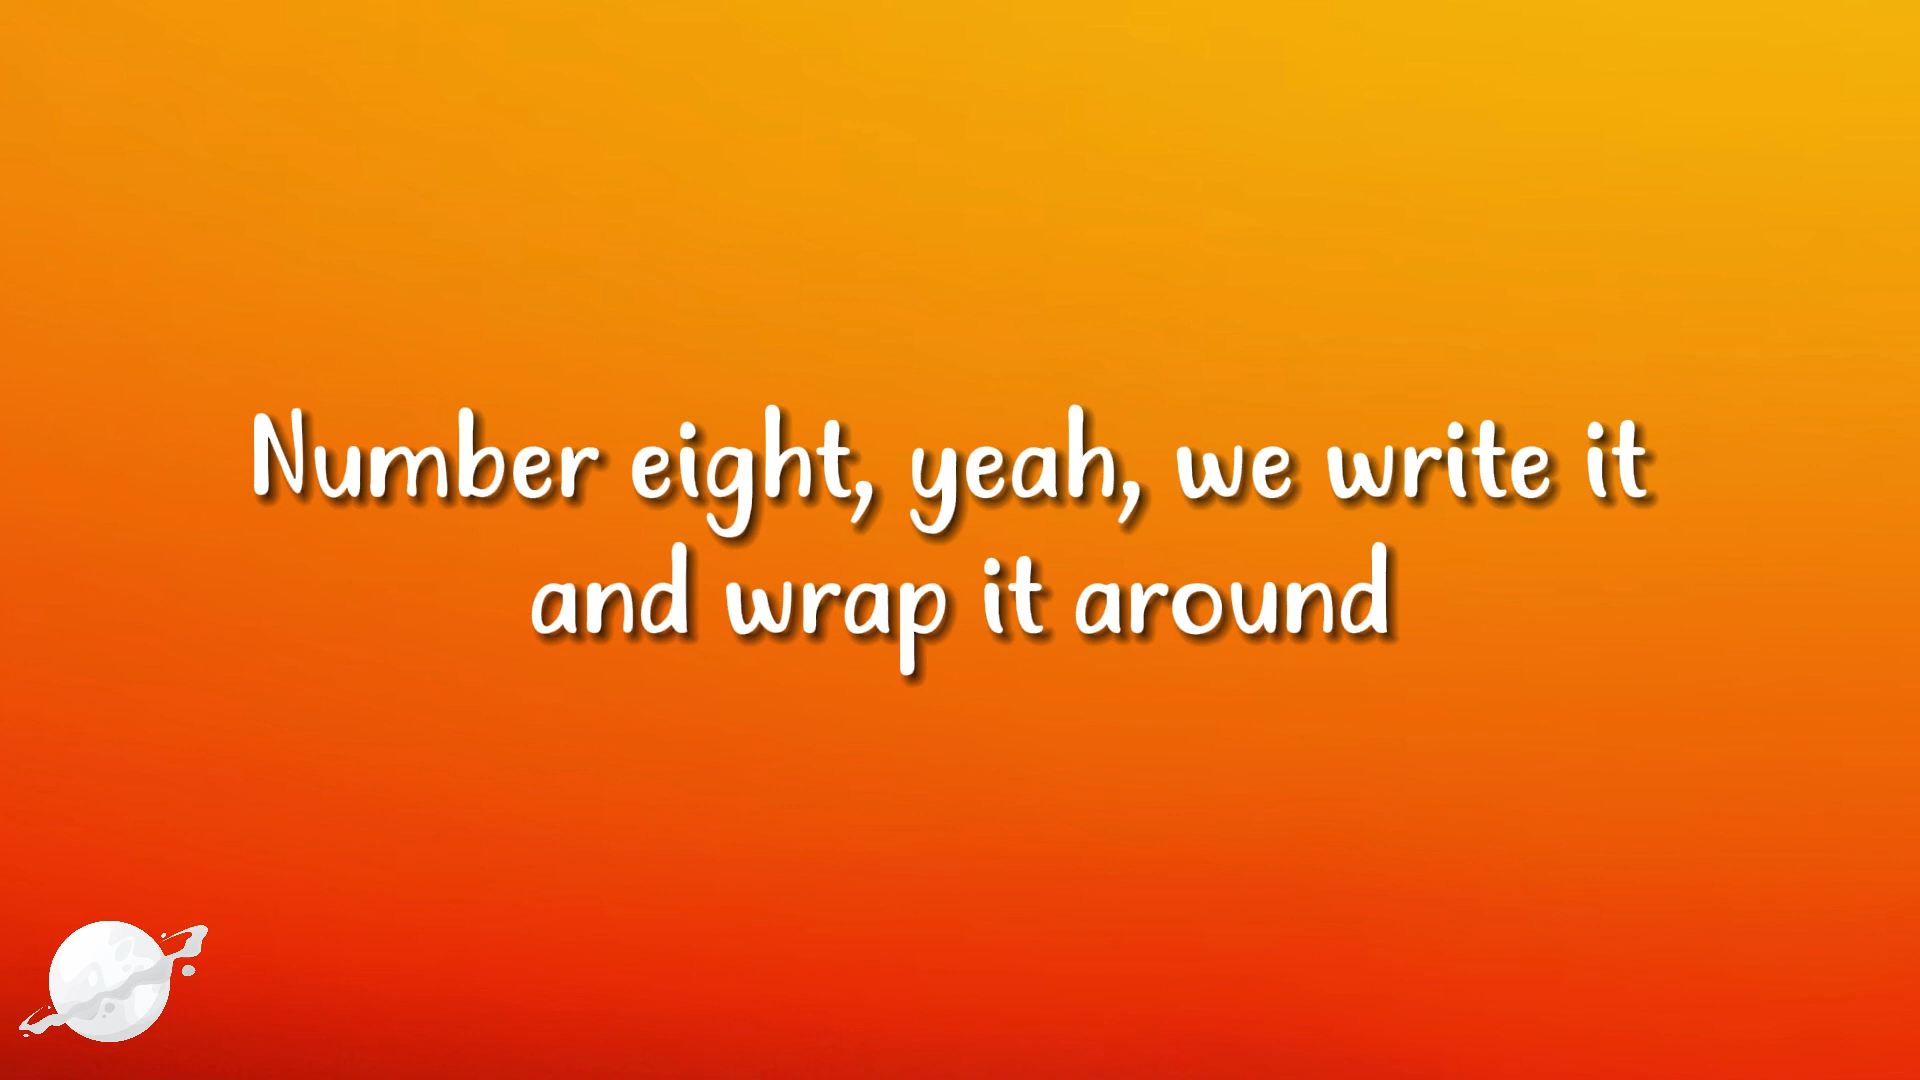 Number eight, yeah, we write it
and wrap it around